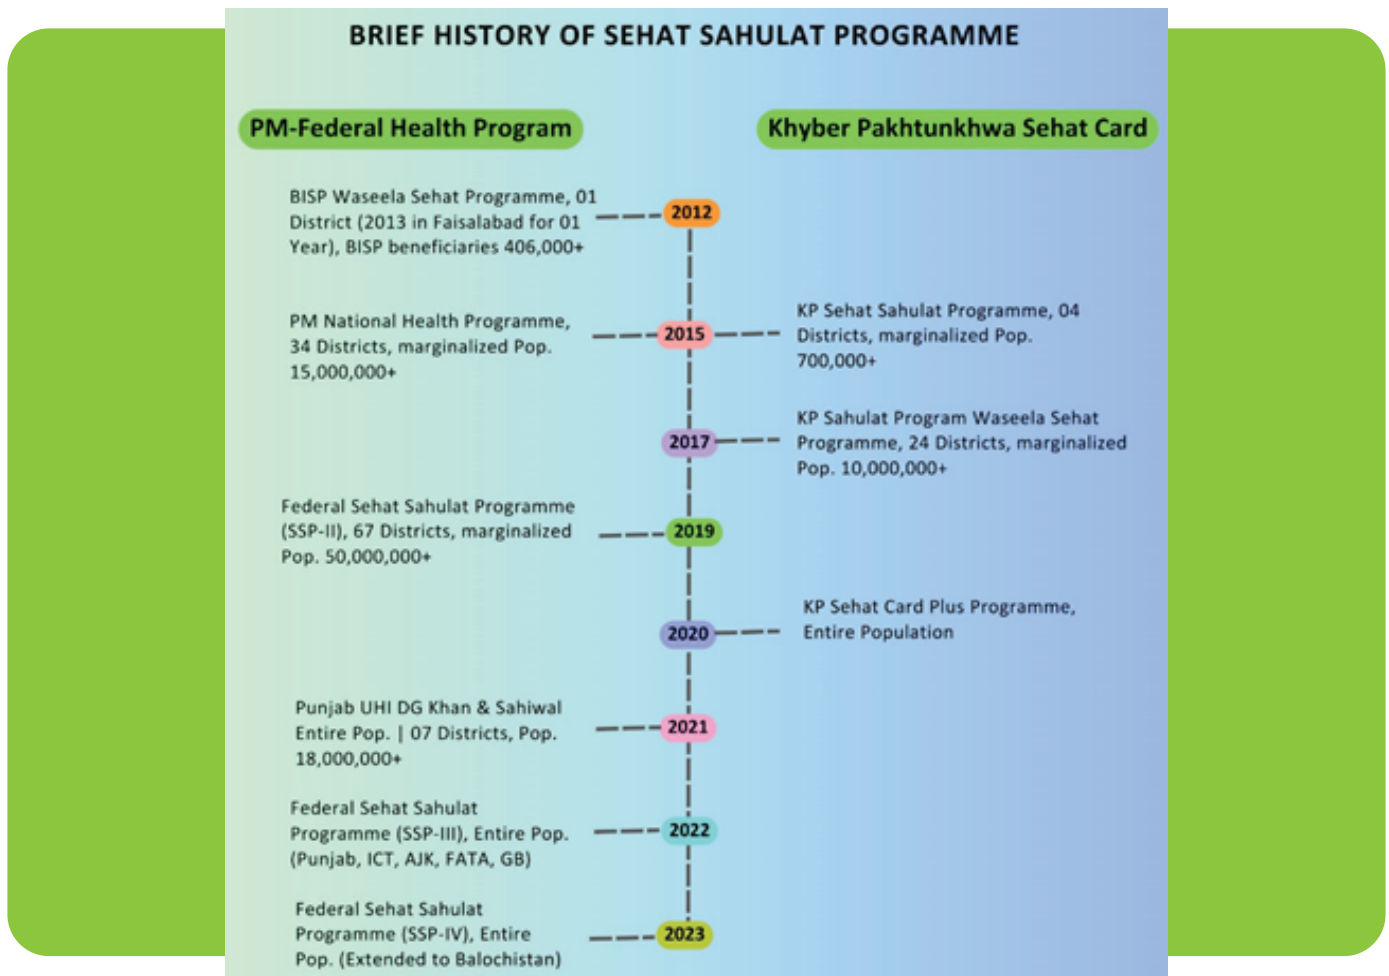 BRIEF HISTORY OF SEHAT SAHULAT PROGRAMME
PM-Federal Health Program
Khyber Pakhtunkhwa Sehat Card
BISP Waseela Sehat Programme, 01
District (2013 in Faisalabad for 01
Year), BISP beneficiaries 406,000+
2012
PM National Health Programme,
34 Districts, marginalized Pop.
15,000,000+
2015
KP Sehat Sahulat Programme, 04
Districts, marginalized Pop.
700,000+
2017
KP Sahulat Program Waseela Sehat
Programme, 24 Districts, marginalized
Pop. 10,000,000+
Federal Sehat Sahulat Programme
(SSP-II), 67 Districts, marginalized
Pop. 50,000,000+
2019
2020
KP Sehat Card Plus Programme,
Entire Population
Punjab UHI DG Khan & Sahiwal
Entire Pop. | 07 Districts, Pop.
18,000,000+
2021
Federal Sehat Sahulat
Programme (SSP-III), Entire Pop.
(Punjab, ICT, AJK, FATA, GB)
2022
Federal Sehat Sahulat
Programme (SSP-IV), Entire
Pop. (Extended to Balochistan)
2023